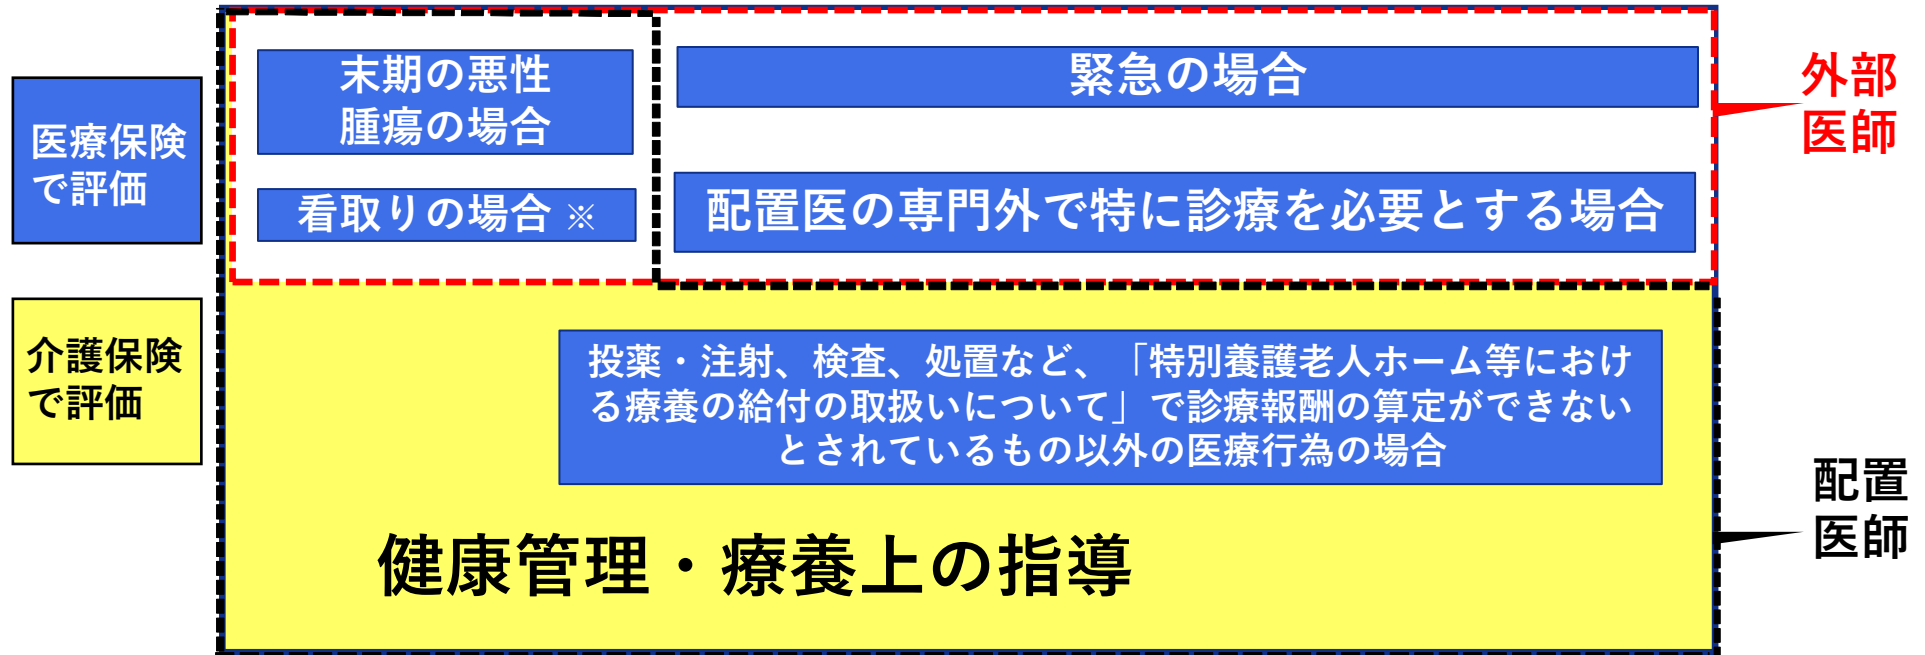 医療保険
で評価
介護保険
で評価
末期の悪性
腫瘍の場合
看取りの場合 ※
緊急の場合
配置医の専門外で特に診療を必要とする場合
外部
医師
投薬・注射、検査、処置など、「特別養護老人ホーム等におけ
る療養の給付の取扱いについて」で診療報酬の算定ができない
とされているもの以外の医療行為の場合
健康管理・療養上の指導
配置
医師